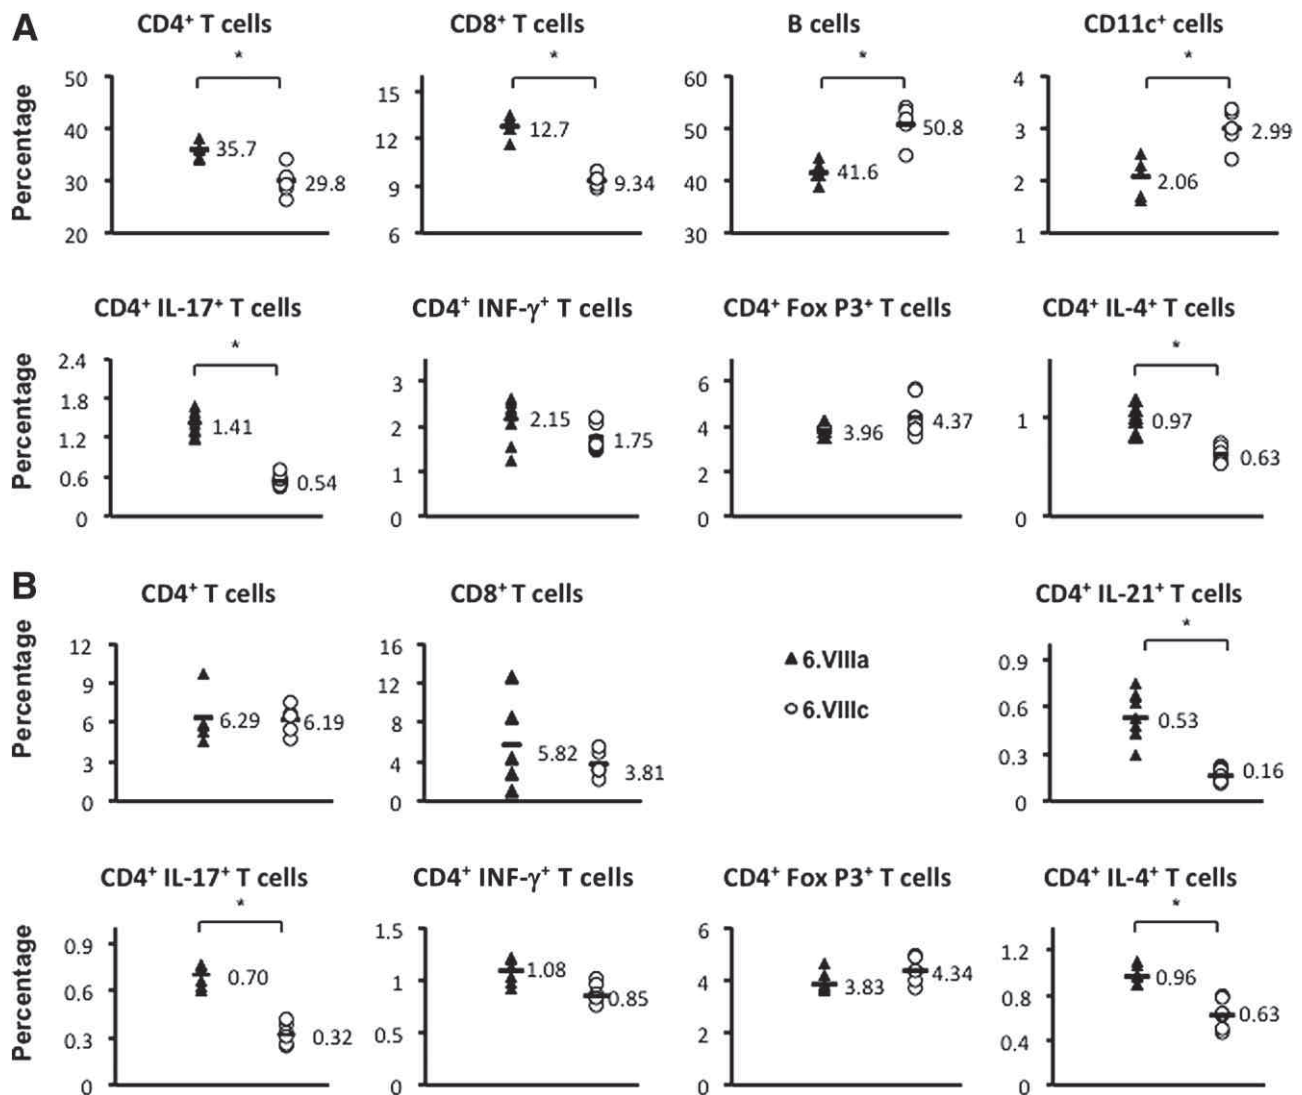 A
CD4+ T cells
CD8+ T cells
B cells
CD11c+ cells
Percentage
* * * *
50 40 30 20
35.7
29.8
15 12 9 6
12.7
9.34
60 50 40 30
41.6
50.8
4 3 2 1
2.06
2.99
CD4+ IL-17+ T cells
CD4+ INF-γ+ T cells
CD4+ Fox P3+ T cells
CD4+ IL-4+ T cells
Percentage
* *
2.4 1.8 1.2 0.6 0
1.41
0.54
3 2 1 0
2.15
1.75
6 4 2 0
3.96
4.37
1 0
0.97
0.63
B
CD4+ T cells
CD8+ T cells
CD4+ IL-21+ T cells
Percentage
*
12 9 6 3 0
6.29
6.19
16 12 8 4 0
5.82
3.81
▲ 6.VIIIa
○ 6.VIIIc
0.9 0.6 0.3 0
0.53
0.16
CD4+ IL-17+ T cells
CD4+ INF-γ+ T cells
CD4+ Fox P3+ T cells
CD4+ IL-4+ T cells
Percentage
* *
0.9 0.6 0.3 0
0.70
0.32
1.5 1 0.5 0
1.08
0.85
6 4 2 0
3.83
4.34
1.2 0.8 0.4 0
0.96
0.63